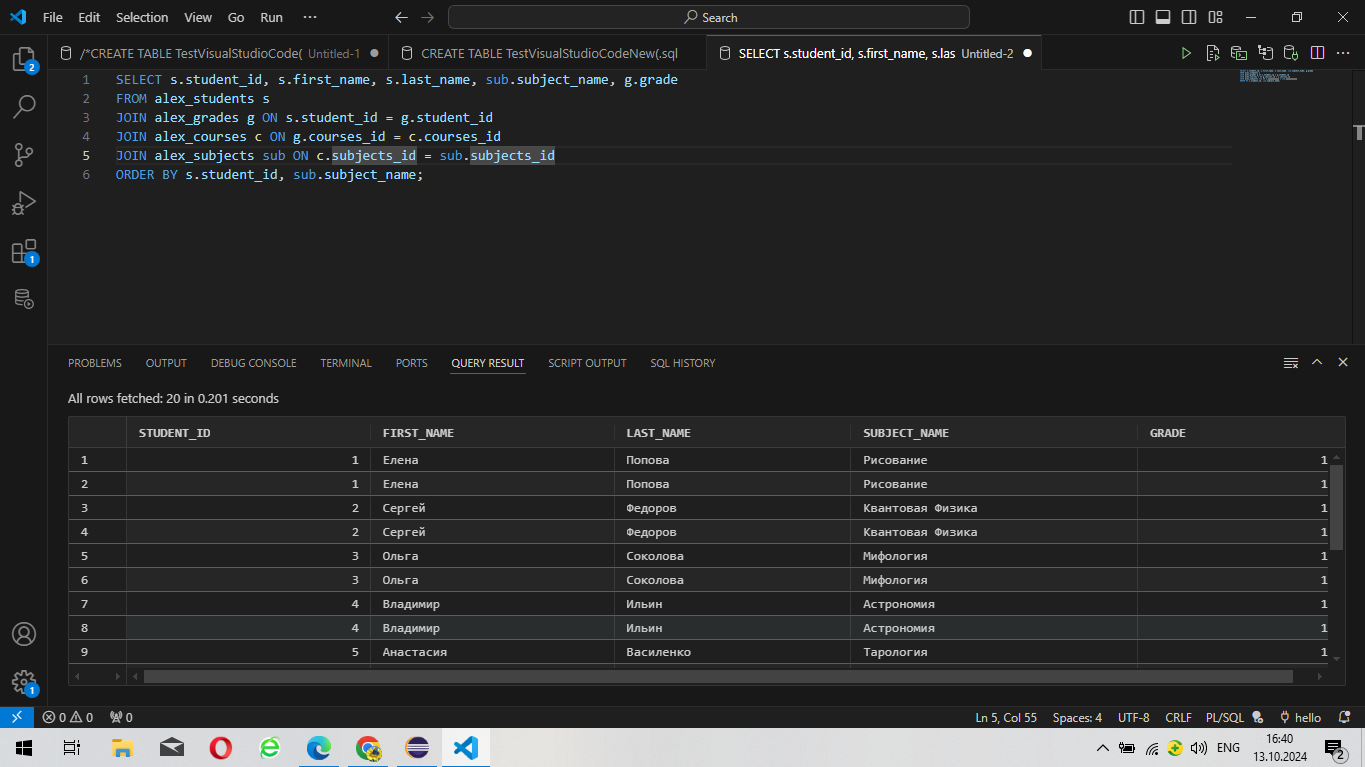 File Edit Selection View Go Run ··· Search
/*CREATE TABLE TestVisualStudioCode( Untitled-1 ● CREATE TABLE TestVisualStudioCodeNew(.sql SELECT s.student_id, s.first_name, s.las Untitled-2 ●
1 SELECT s.student_id, s.first_name, s.last_name, sub.subject_name, g.grade
2 FROM alex_students s
3 JOIN alex_grades g ON s.student_id = g.student_id
4 JOIN alex_courses c ON g.courses_id = c.courses_id
5 JOIN alex_subjects sub ON c.subjects_id = sub.subjects_id
6 ORDER BY s.student_id, sub.subject_name;
2
1
1
PROBLEMS OUTPUT DEBUG CONSOLE TERMINAL PORTS QUERY RESULT SCRIPT OUTPUT SQL HISTORY
All rows fetched: 20 in 0.201 seconds
STUDENT_ID FIRST_NAME LAST_NAME SUBJECT_NAME GRADE
1 1 Елена Попова Рисование 1
2 1 Елена Попова Рисование 1
3 2 Сергей Федоров Квантовая Физика 1
4 2 Сергей Федоров Квантовая Физика 1
5 3 Ольга Соколова Мифология 1
6 3 Ольга Соколова Мифология 1
7 4 Владимир Ильин Астрономия 1
8 4 Владимир Ильин Астрономия 1
9 5 Анастасия Василенко Тарология 1
0 0 0 Ln 5, Col 55 Spaces: 4 UTF-8 CRLF PL/SQL hello
ENG 16:40
13.10.2024 2